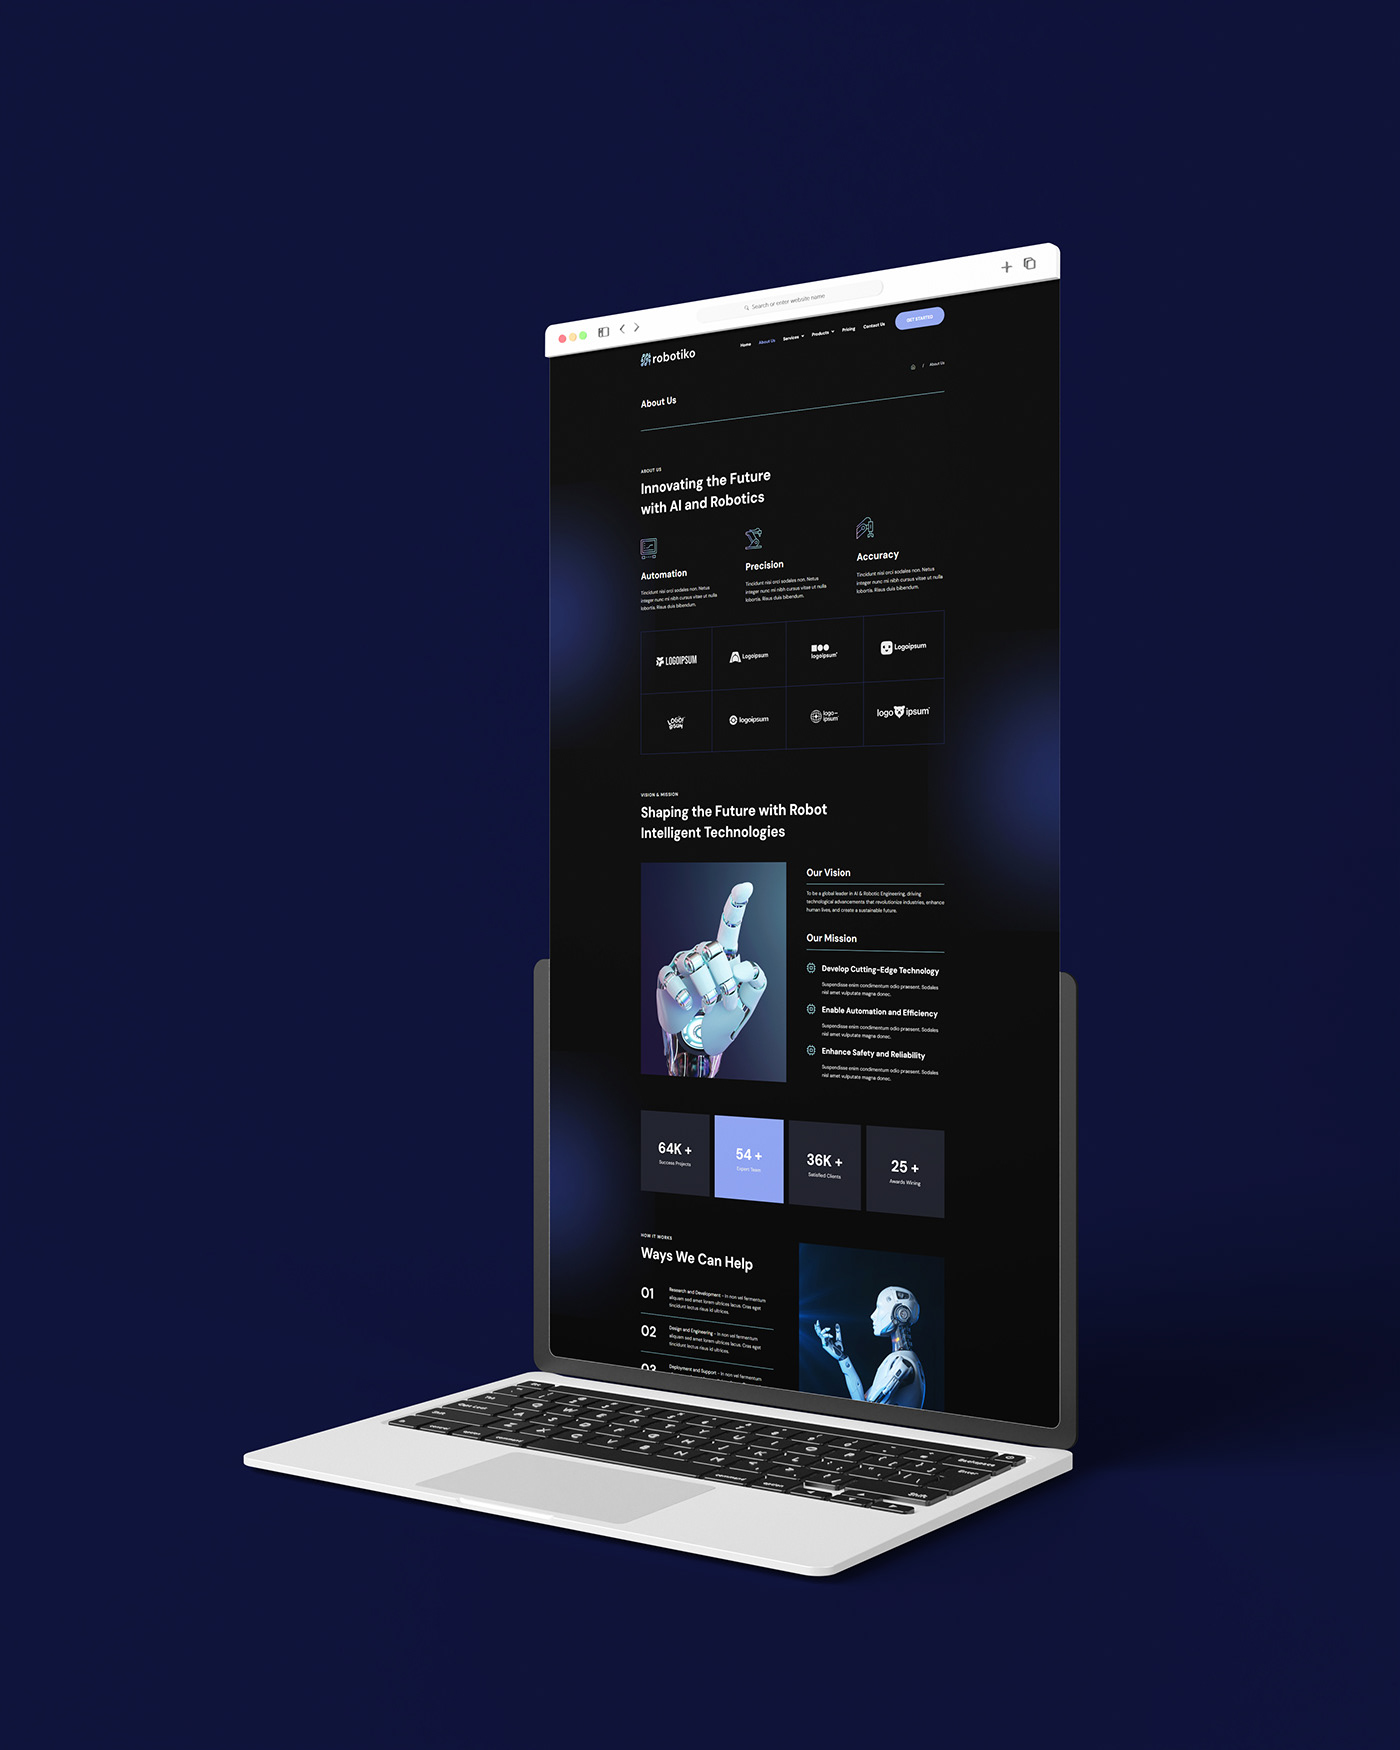 Search or enter website name
robotiko
Home
About Us
Services
Products
Pricing
Contact Us
GET STARTED
/ About Us
About Us
ABOUT US
Innovating the Future
with AI and Robotics
Automation
Tincidunt nisi orci sodales non. Netus
integer nunc mi nibh cursus vitae ut nulla
lobortis. Risus duis bibendum.
Precision
Tincidunt nisi orci sodales non. Netus
integer nunc mi nibh cursus vitae ut nulla
lobortis. Risus duis bibendum.
Accuracy
Tincidunt nisi orci sodales non. Netus
integer nunc mi nibh cursus vitae ut nulla
lobortis. Risus duis bibendum.
LOGOIPSUM
Logoipsum
logoipsum
Logoipsum
LOGOIPSUM
logoipsum
logo—
ipsum
logo ipsum
VISION & MISSION
Shaping the Future with Robot
Intelligent Technologies
Our Vision
To be a global leader in AI & Robotic Engineering, driving
technological advancements that revolutionize industries, enhance
human lives, and create a sustainable future.
Our Mission
Develop Cutting-Edge Technology
Suspendisse enim condimentum odio praesent. Sodales
nisl amet vulputate magna donec.
Enable Automation and Efficiency
Suspendisse enim condimentum odio praesent. Sodales
nisl amet vulputate magna donec.
Enhance Safety and Reliability
Suspendisse enim condimentum odio praesent. Sodales
nisl amet vulputate magna donec.
64K +
Success Projects
54 +
Expert Team
36K +
Satisfied Clients
25 +
Awards Wining
HOW IT WORKS
Ways We Can Help
01
Research and Development - In non vel fermentum
aliquam sed amet lorem ultrices lacus. Cras eget
tincidunt lectus risus id ultrices.
02
Design and Engineering - In non vel fermentum
aliquam sed amet lorem ultrices lacus. Cras eget
tincidunt lectus risus id ultrices.
03
Deployment and Support - In non vel fermentum
Backspace
Enter
Shift
command
option